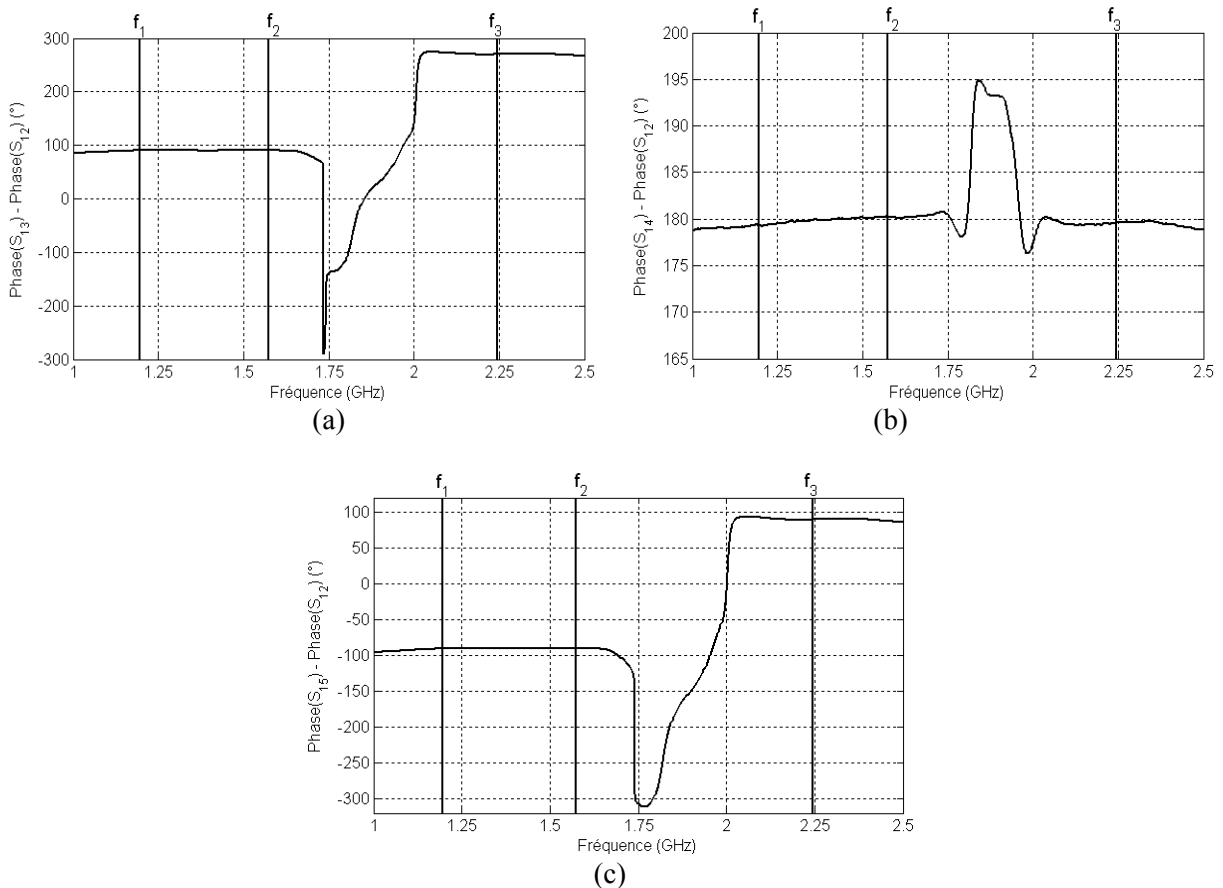 f1 f2 f3
Phase(S13) - Phase(S12) (°)
300
200
100
0
-100
-200
-300
1 1.25 1.5 1.75 2 2.25 2.5
Fréquence (GHz)
(a)
f1 f2 f3
Phase(S14) - Phase(S12) (°)
200
195
190
185
180
175
170
165
1 1.25 1.5 1.75 2 2.25 2.5
Fréquence (GHz)
(b)
f1 f2 f3
Phase(S15) - Phase(S12) (°)
100
50
0
-50
-100
-150
-200
-250
-300
1 1.25 1.5 1.75 2 2.25 2.5
Fréquence (GHz)
(c)